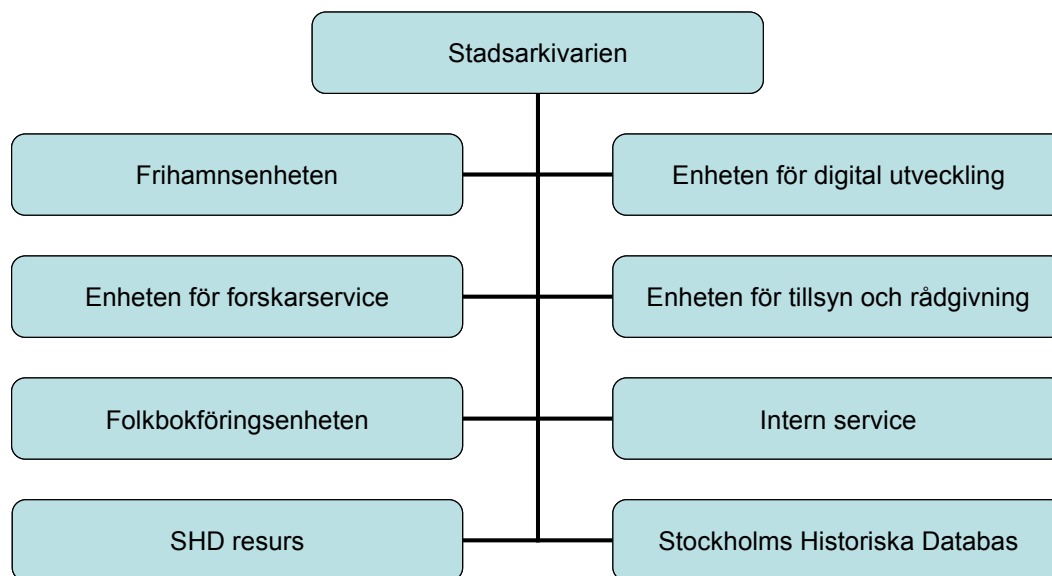 Stadsarkivarien
Frihamnsenheten
Enheten för digital utveckling
Enheten för forskarservice
Enheten för tillsyn och rådgivning
Folkbokföringsenheten
Intern service
SHD resurs
Stockholms Historiska Databas